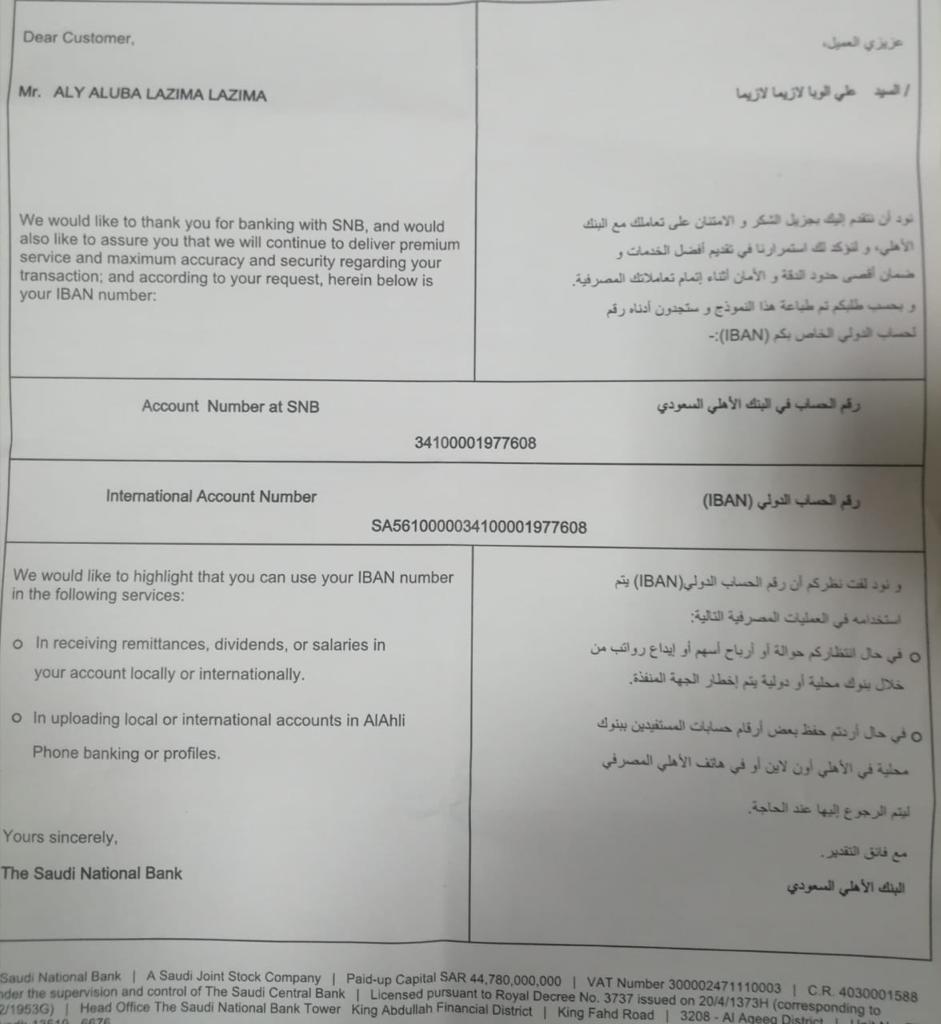 Dear Customer,
عزيزي العميل،
Mr. ALY ALUBA LAZIMA LAZIMA
/ السيد علي الوبا لازيما لازيما
We would like to thank you for banking with SNB, and would
also like to assure you that we will continue to deliver premium
service and maximum accuracy and security regarding your
transaction; and according to your request, herein below is
your IBAN number:
نود أن نتقدم إليك بجزيل الشكر و الامتنان على تعاملك مع البنك
الأهلي، و لنؤكد لك استمرارنا في تقديم أفضل الخدمات و
ضمان أقصى حدود الدقة و الأمان أثناء إتمام تعاملاتك المصرفية.
و بحسب طلبكم تم طباعة هذا النموذج و ستجدون أدناه رقم
لحساب الدولي الخاص بكم (IBAN):-
Account Number at SNB
رقم الحساب في البنك الأهلي السعودي
34100001977608
International Account Number
رقم الحساب الدولي (IBAN)
SA5610000034100001977608
We would like to highlight that you can use your IBAN number
in the following services:
o In receiving remittances, dividends, or salaries in
your account locally or internationally.
o In uploading local or international accounts in AlAhli
Phone banking or profiles.
و نود لفت نظركم أن رقم الحساب الدولي(IBAN) يتم
استخدامه في العمليات المصرفية التالية:
o في حال انتظاركم حوالة أو أرباح أسهم أو إيداع رواتب من
خلال بنوك محلية أو دولية يتم إخطار الجهة المنفذة.
o في حال أردتم حفظ بعض أرقام حسابات المستفيدين ببنوك
محلية في الأهلي أون لاين أو في هاتف الأهلي المصرفي
ليتم الرجوع إليها عند الحاجة.
Yours sincerely,
The Saudi National Bank
مع فائق التقدير.
البنك الأهلي السعودي
Saudi National Bank | A Saudi Joint Stock Company | Paid-up Capital SAR 44,780,000,000 | VAT Number 300002471110003 | C.R. 4030001588
nder the supervision and control of The Saudi Central Bank | Licensed pursuant to Royal Decree No. 3737 issued on 20/4/1373H (corresponding to
2/1953G) | Head Office The Saudi National Bank Tower King Abdullah Financial District | King Fahd Road | 3208 - Al Aqeeq District |